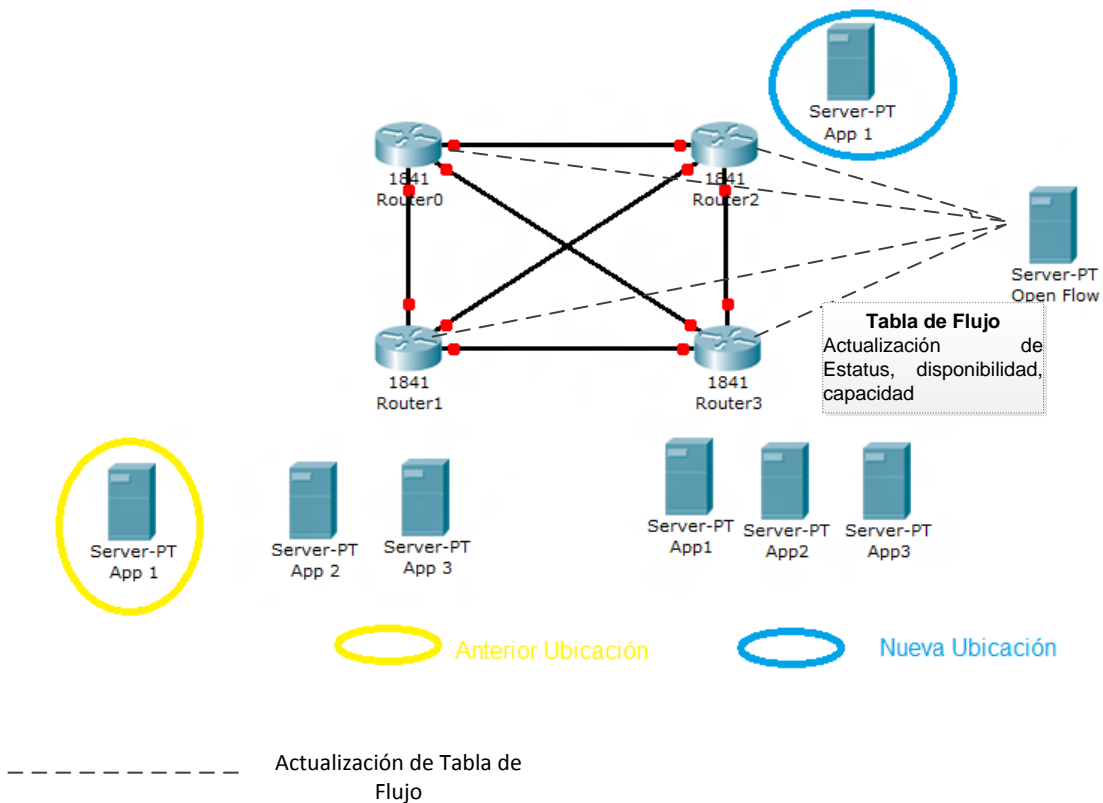 Server-PT
App 1
1841
Router0
1841
Router2
Server-PT
Open Flow
Tabla de Flujo
Actualización de
Estatus, disponibilidad,
capacidad
1841
Router1
1841
Router3
Server-PT
App 1
Server-PT
App 2
Server-PT
App 3
Server-PT
App1
Server-PT
App2
Server-PT
App3
Anterior Ubicación
Nueva Ubicación
Actualización de Tabla de
Flujo